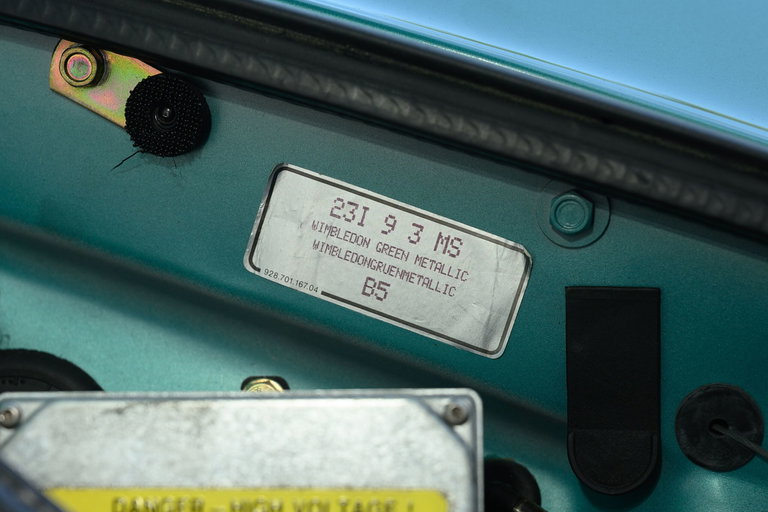 23I 9 3 MS
WIMBLEDON GREEN METALLIC
WIMBLEDONGRUENMETALLIC
B5
928.701.167.04
DANGER - HIGH VOLTAGE !